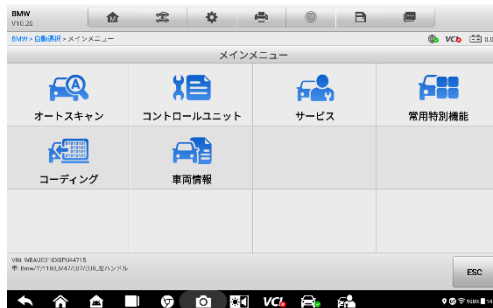 BMW
V10.20
BMW > 自動選択 > メインメニュー
VCI
メインメニュー
オートスキャン
コントロールユニット
サービス
常用特別機能
コーディング
車両情報
ESC
VCI